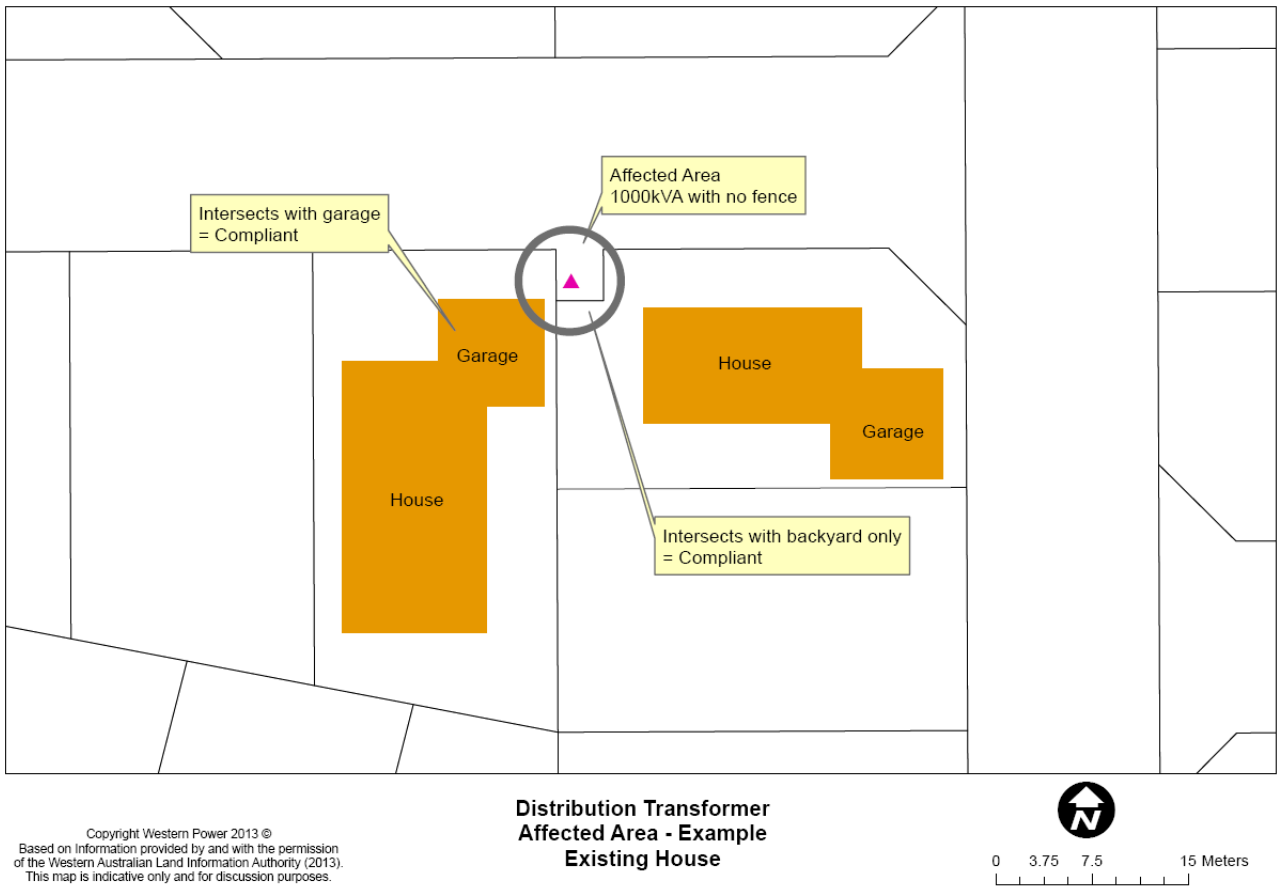 Affected Area
1000kVA with no fence
Intersects with garage
= Compliant
Garage
House
House
Garage
Intersects with backyard only
= Compliant
Distribution Transformer
Affected Area - Example
Existing House
Copyright Western Power 2013 ©
Based on Information provided by and with the permission
of the Western Australian Land Information Authority (2013).
This map is indicative only and for discussion purposes.
N
0 3.75 7.5 15 Meters